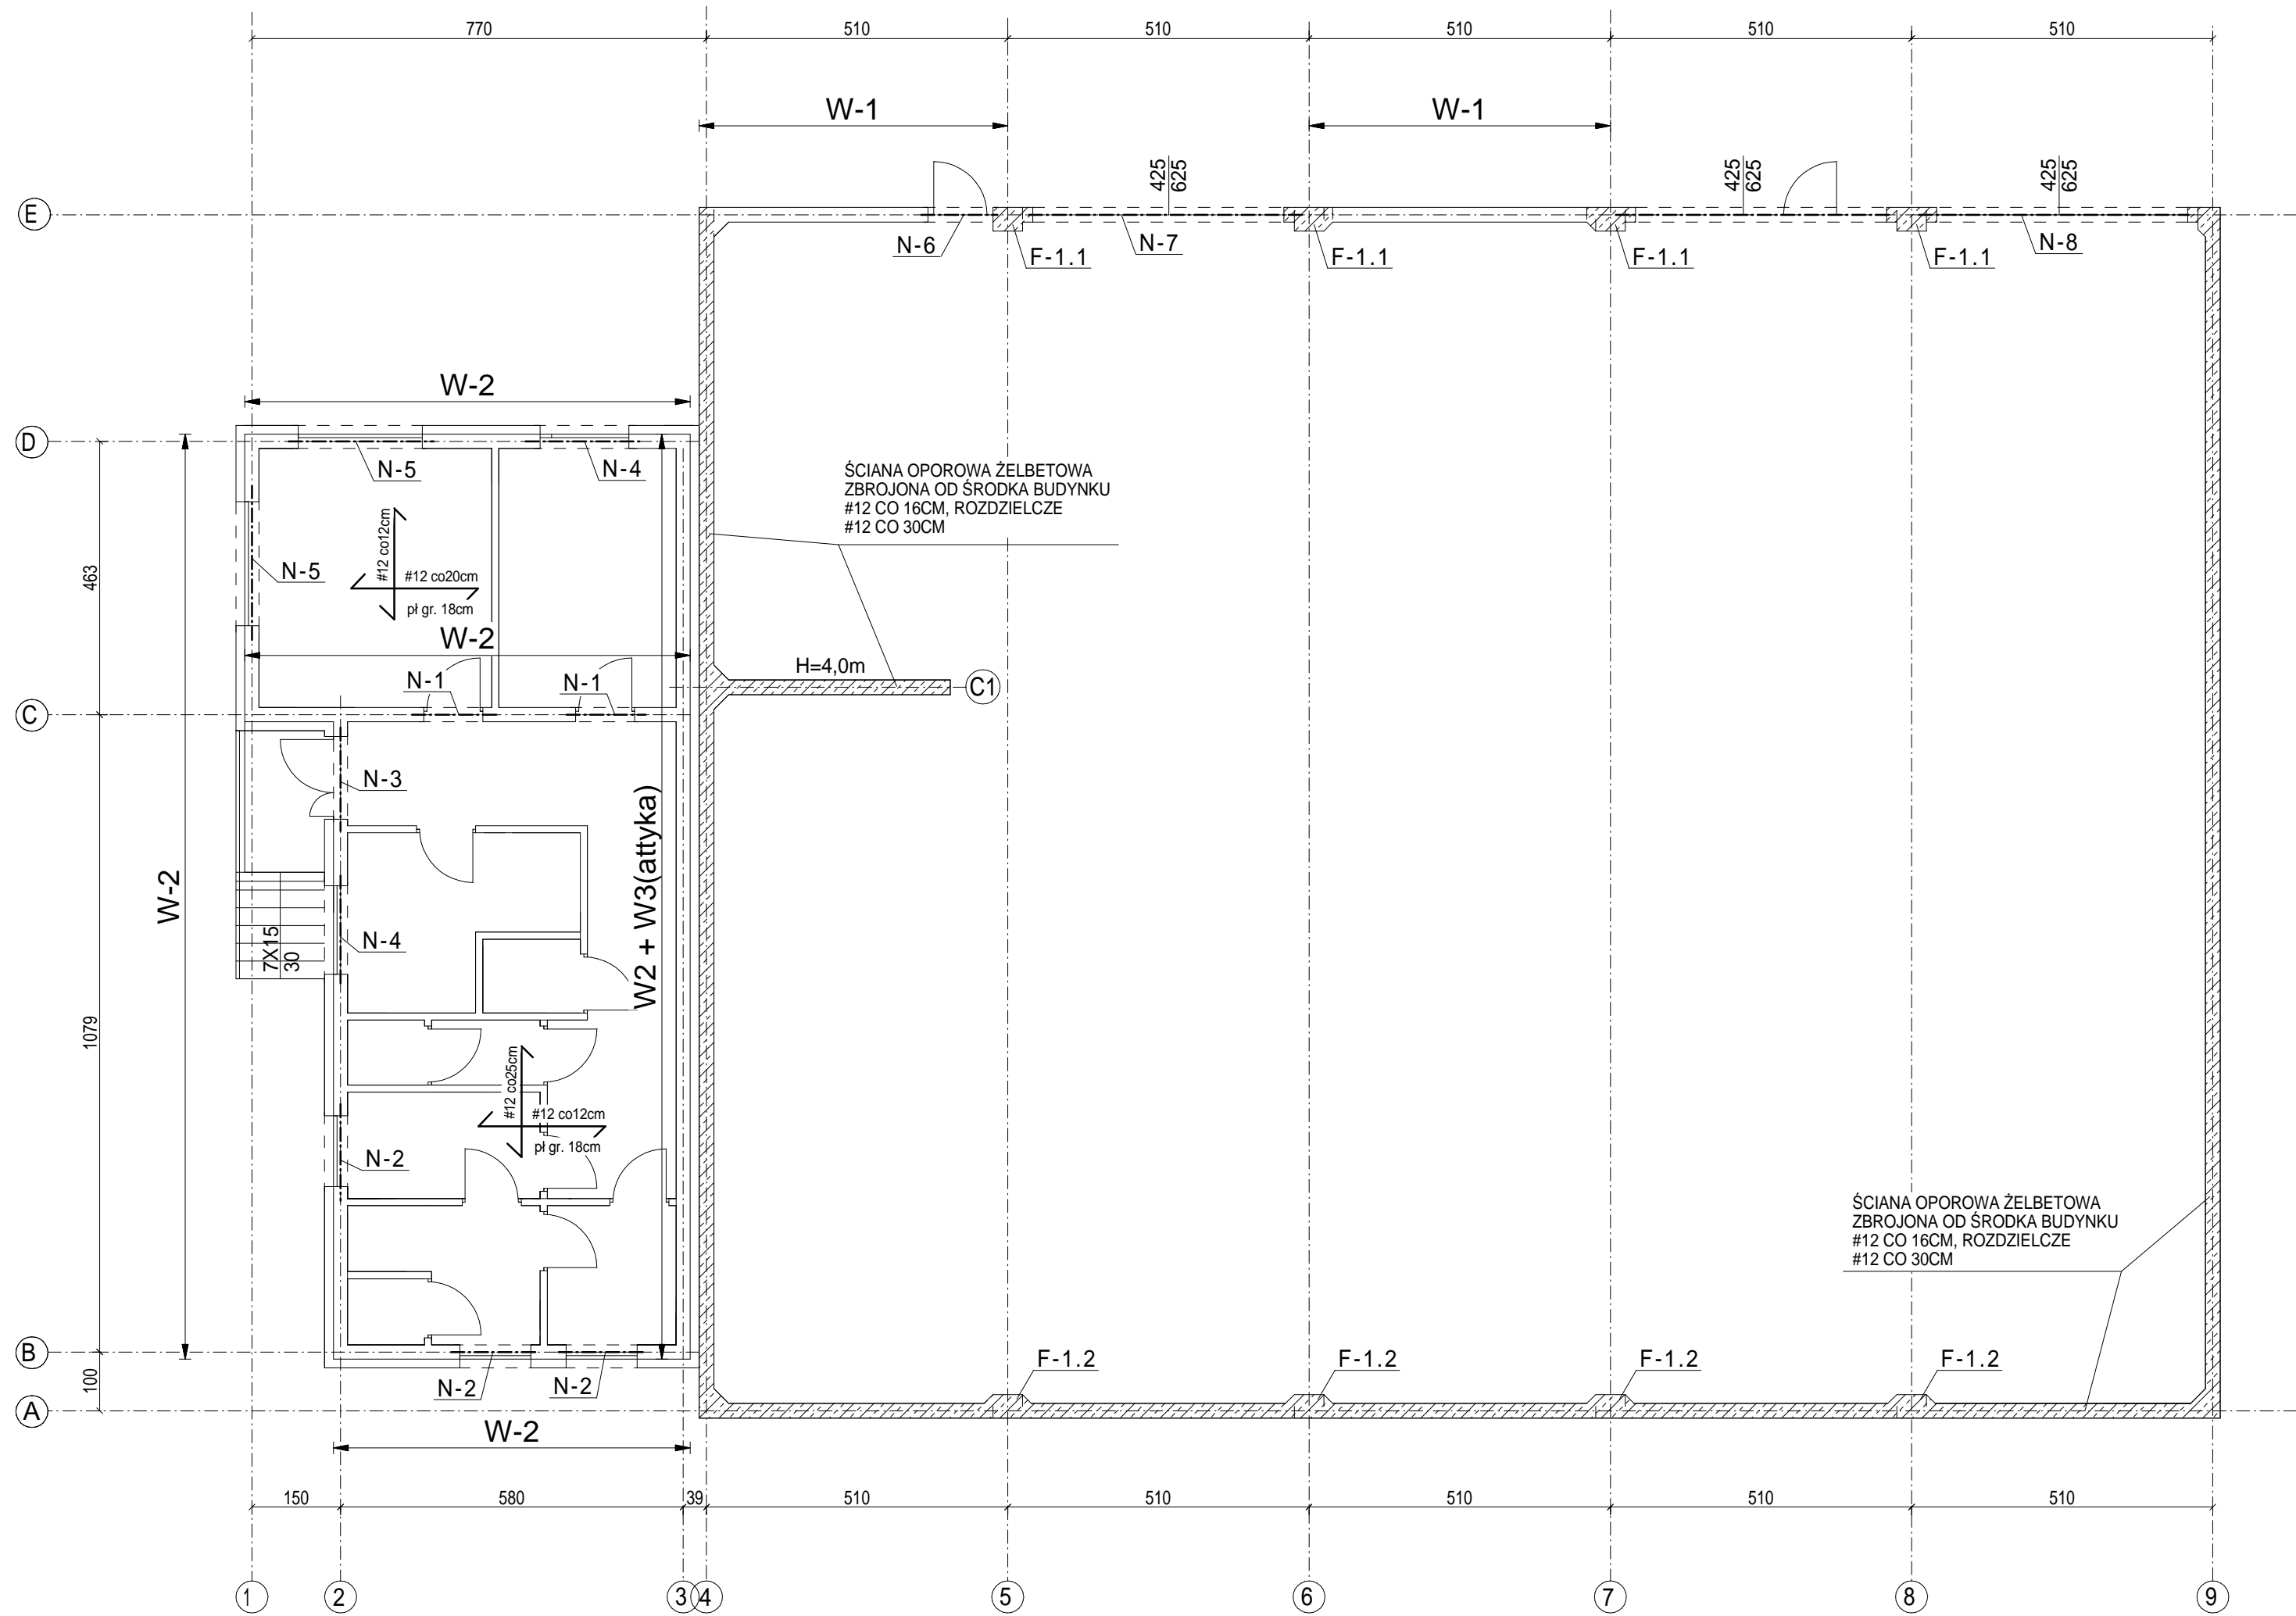 770
510
510
510
510
510
W-1
W-1
425
625
425
625
425
625
E
N-6
F-1.1
N-7
F-1.1
F-1.1
F-1.1
N-8
W-2
D
N-5
N-4
ŚCIANA OPOROWA ŻELBETOWA
ZBROJONA OD ŚRODKA BUDYNKU
#12 CO 16CM, ROZDZIELCZE
#12 CO 30CM
463
N-5
#12 co12cm
#12 co20cm
pł gr. 18cm
W-2
H=4,0m
C1
N-1
N-1
C
N-3
W2 + W3(attyka)
W-2
7X15
30
N-4
1079
#12 co25cm
#12 co12cm
pł gr. 18cm
N-2
ŚCIANA OPOROWA ŻELBETOWA
ZBROJONA OD ŚRODKA BUDYNKU
#12 CO 16CM, ROZDZIELCZE
#12 CO 30CM
B
F-1.2
F-1.2
F-1.2
F-1.2
100
N-2
N-2
A
W-2
150
580
39
510
510
510
510
510
1
2
3
4
5
6
7
8
9